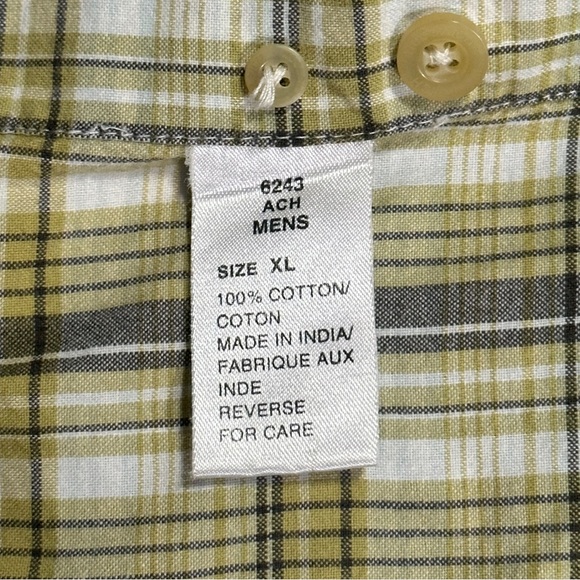 6243
ACH
MENS
SIZE XL
100% COTTON/
COTON
MADE IN INDIA/
FABRIQUE AUX
INDE
REVERSE
FOR CARE